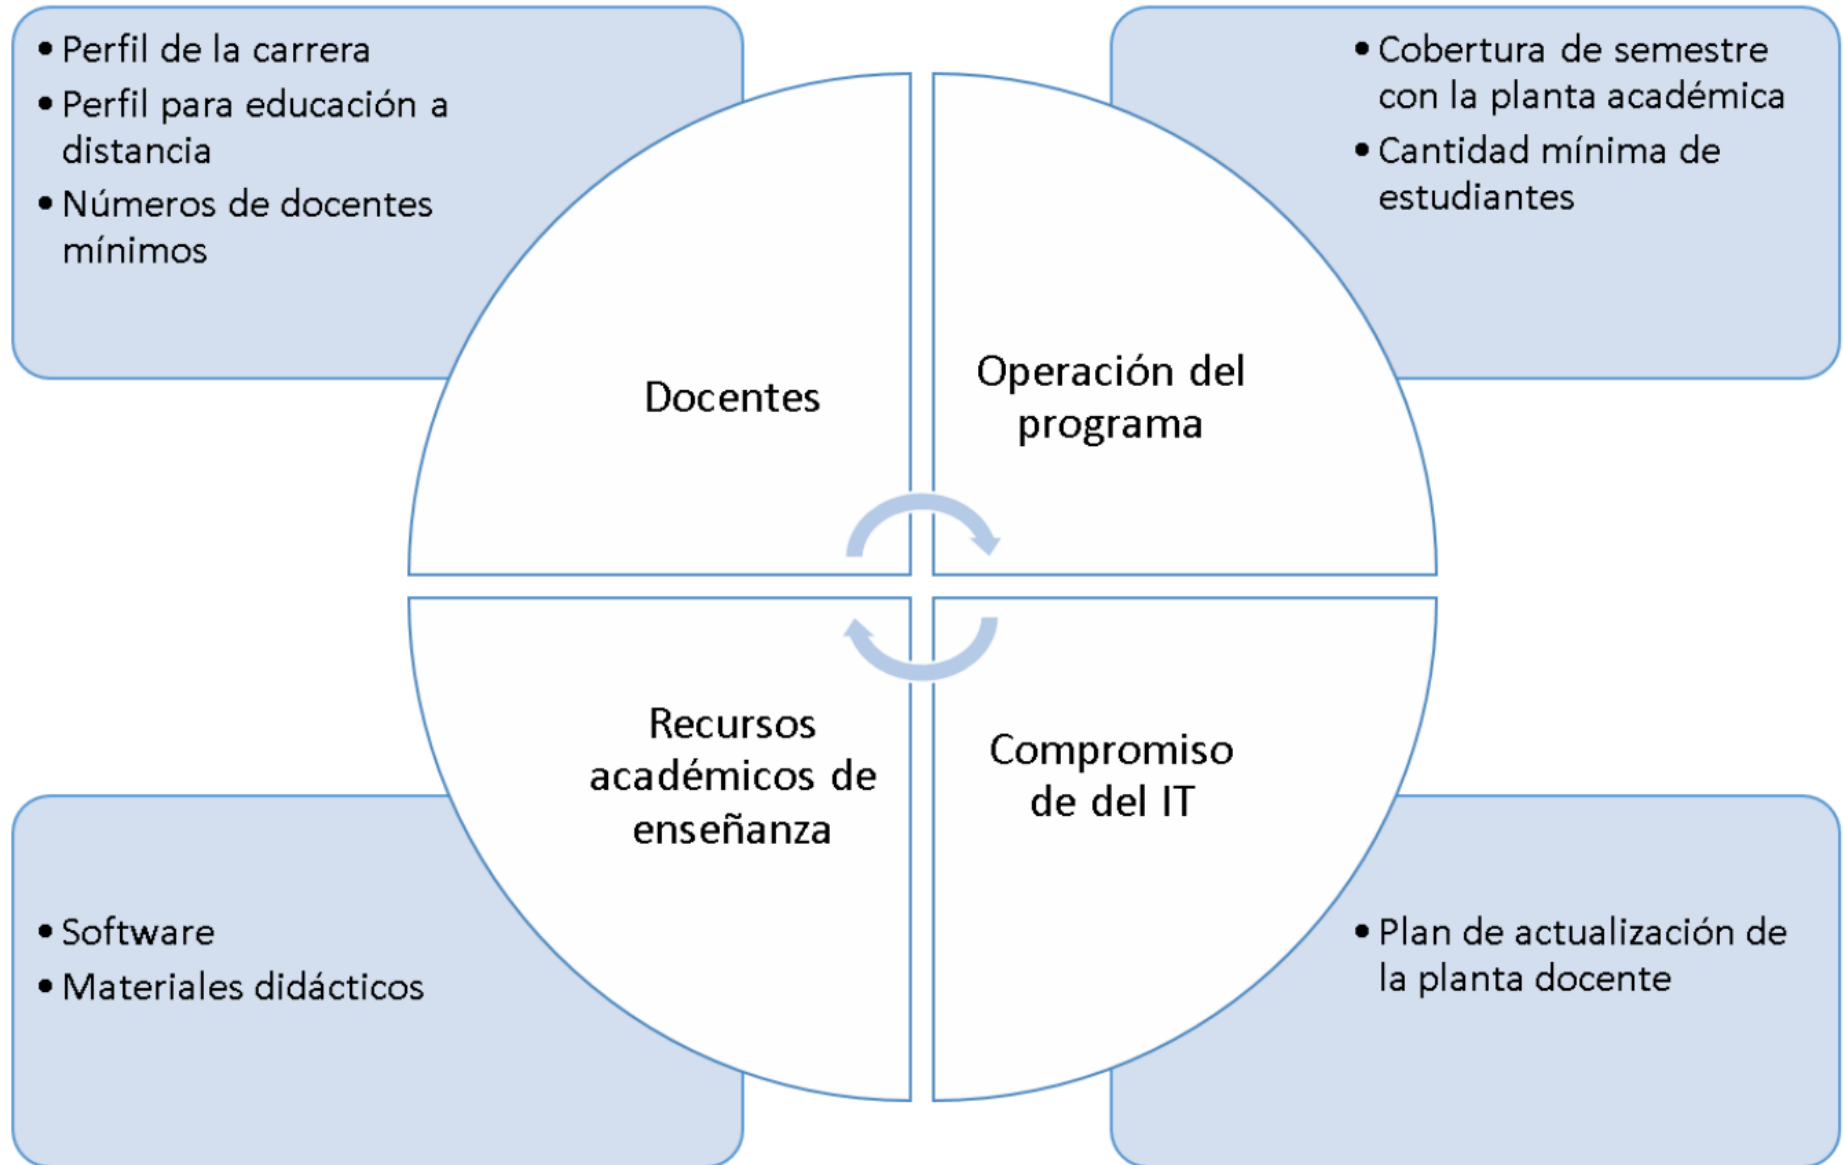 • Perfil de la carrera
• Perfil para educación a
distancia
• Números de docentes
mínimos
• Cobertura de semestre
con la planta académica
• Cantidad mínima de
estudiantes
Docentes
Operación del
programa
Recursos
académicos de
enseñanza
Compromiso
de del IT
• Software
• Materiales didácticos
• Plan de actualización de
la planta docente